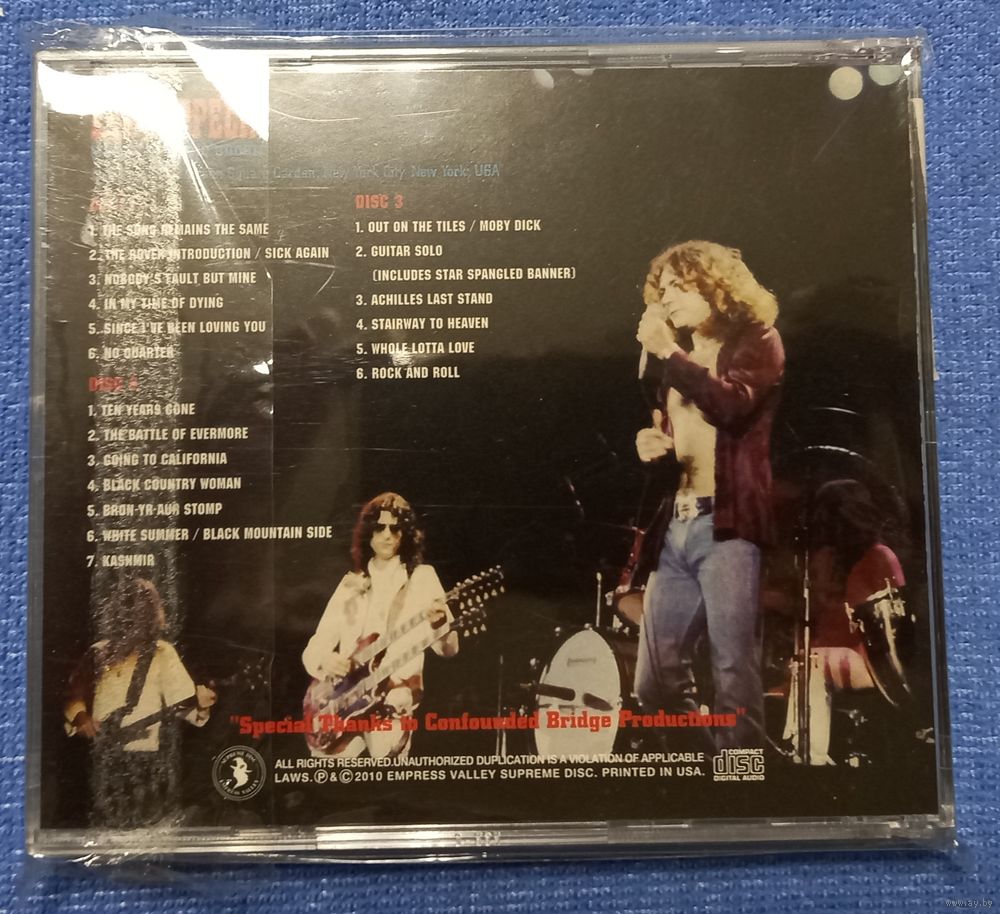 Square Garden, New York City, New York, USA
1. THE SONG REMAINS THE SAME
2. THE ROVER INTRODUCTION / SICK AGAIN
3. NOBODY'S FAULT BUT MINE
4. IN MY TIME OF DYING
5. SINCE I'VE BEEN LOVING YOU
6. NO QUARTER
DISC
1. TEN YEARS GONE
2. THE BATTLE OF EVERMORE
3. GOING TO CALIFORNIA
4. BLACK COUNTRY WOMAN
5. BRON-YR-AUR STOMP
6. WHITE SUMMER / BLACK MOUNTAIN SIDE
7. KASHMIR
DISC 3
1. OUT ON THE TILES / MOBY DICK
2. GUITAR SOLO
(INCLUDES STAR SPANGLED BANNER)
3. ACHILLES LAST STAND
4. STAIRWAY TO HEAVEN
5. WHOLE LOTTA LOVE
6. ROCK AND ROLL
"Special Thanks to Confounded Bridge Productions"
ALL RIGHTS RESERVED.UNAUTHORIZED DUPLICATION IS A VIOLATION OF APPLICABLE
LAWS. Ⓟ & © 2010 EMPRESS VALLEY SUPREME DISC. PRINTED IN USA.
COMPACT
disc
DIGITAL AUDIO
www.ay.by